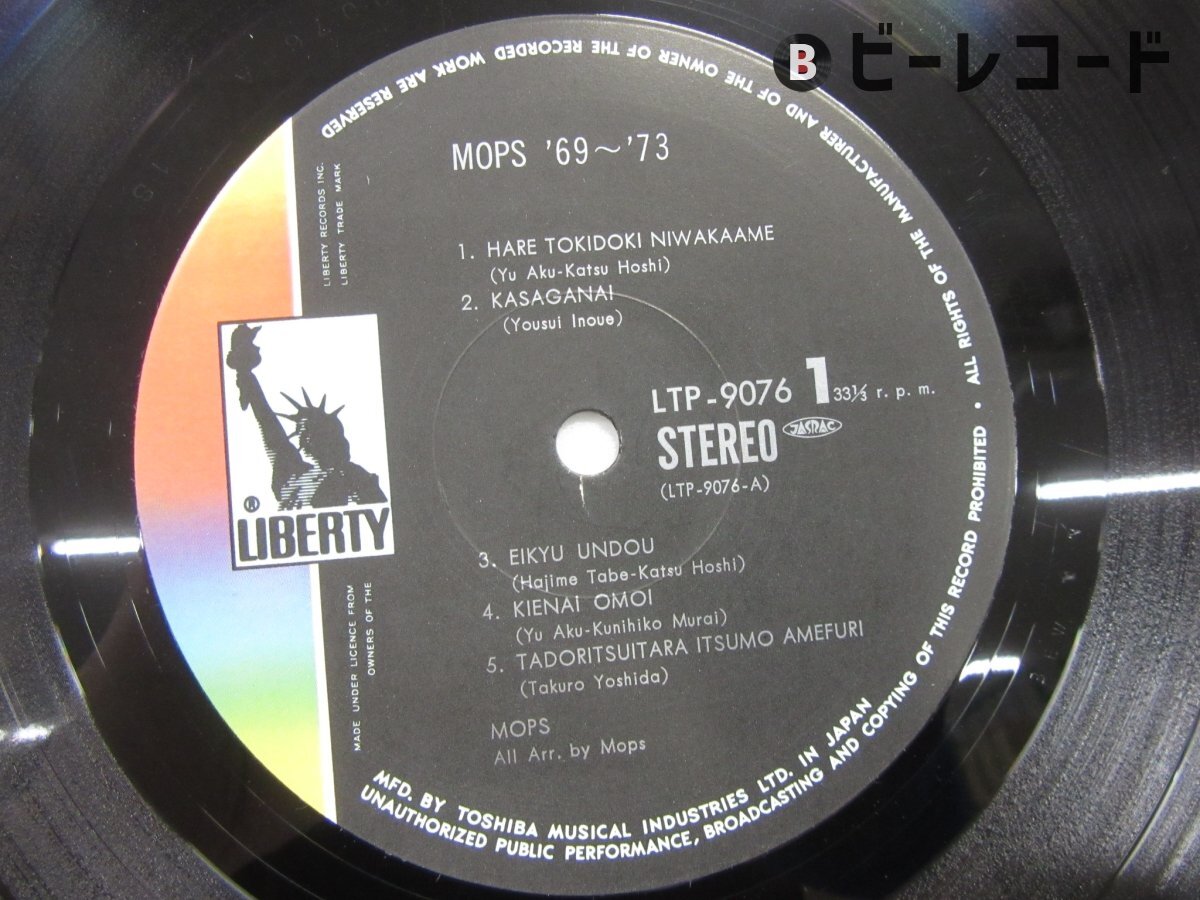 B ビーレコード
MOPS '69～'73
1. HARE TOKIDOKI NIWAKAAME
(Yu Aku-Katsu Hoshi)
2. KASAGANAI
(Yousui Inoue)
LTP-9076 1 33⅓ r. p. m.
STEREO JASRAC
(LTP-9076-A)
3. EIKYU UNDOU
(Hajime Tabe-Katsu Hoshi)
4. KIENAI OMOI
(Yu Aku-Kunihiko Murai)
5. TADORITSUITARA ITSUMO AMEFURI
(Takuro Yoshida)
MOPS
All Arr. by Mops
LIBERTY RECORDS INC.
LIBERTY TRADE MARK
R
LIBERTY
MADE UNDER LICENCE FROM
OWNERS OF THE
MFD. BY TOSHIBA MUSICAL INDUSTRIES LTD. IN JAPAN
UNAUTHORIZED PUBLIC PERFORMANCE, BROADCASTING AND COPYING OF THIS RECORD PROHIBITED • ALL RIGHTS OF THE MANUFACTURER AND OF THE OWNER OF THE RECORDED WORK ARE RESERVED